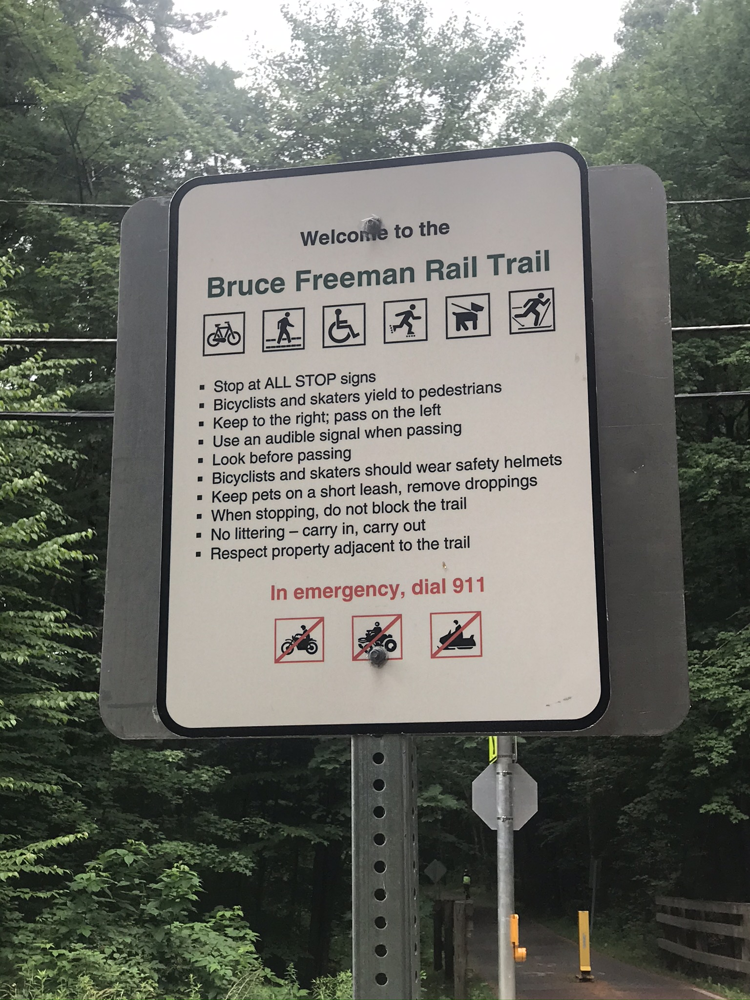 Welcome to the
Bruce Freeman Rail Trail
▪ Stop at ALL STOP signs
▪ Bicyclists and skaters yield to pedestrians
▪ Keep to the right; pass on the left
▪ Use an audible signal when passing
▪ Look before passing
▪ Bicyclists and skaters should wear safety helmets
▪ Keep pets on a short leash, remove droppings
▪ When stopping, do not block the trail
▪ No littering – carry in, carry out
▪ Respect property adjacent to the trail
In emergency, dial 911